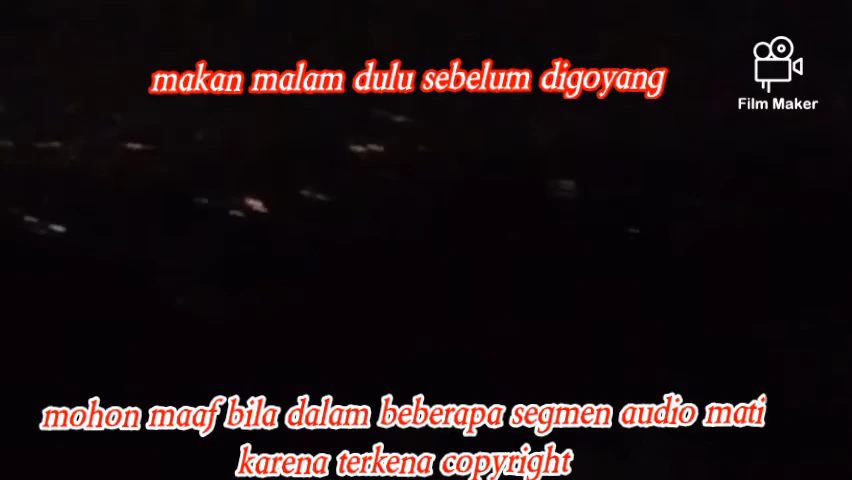 makan malam dulu sebelum digoyang
Film Maker
mohon maaf bila dalam beberapa segmen audio mati
karena terkena copyright